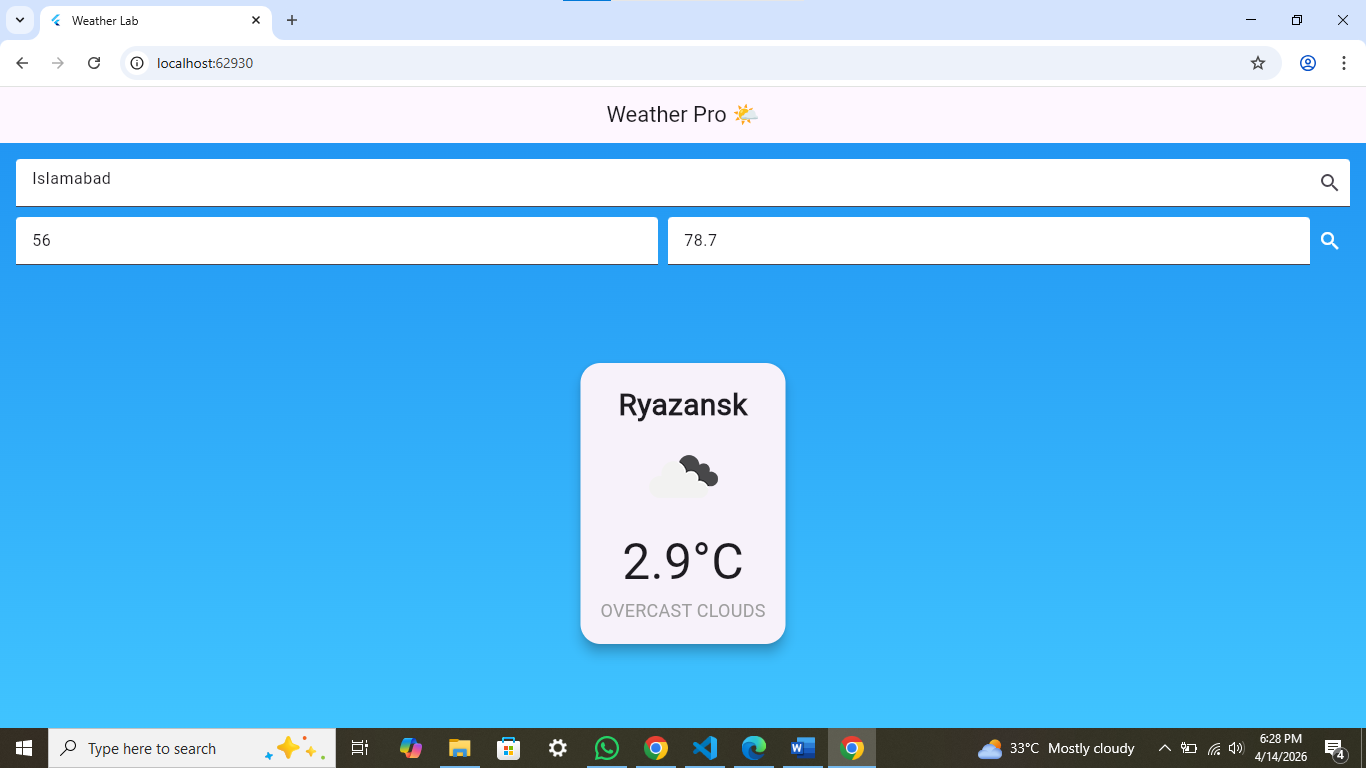 Weather Lab
localhost:62930
Weather Pro 🌤️
Islamabad
56
78.7
Ryazansk
2.9°C
OVERCAST CLOUDS
Type here to search
33°C Mostly cloudy
6:28 PM
4/14/2026
4